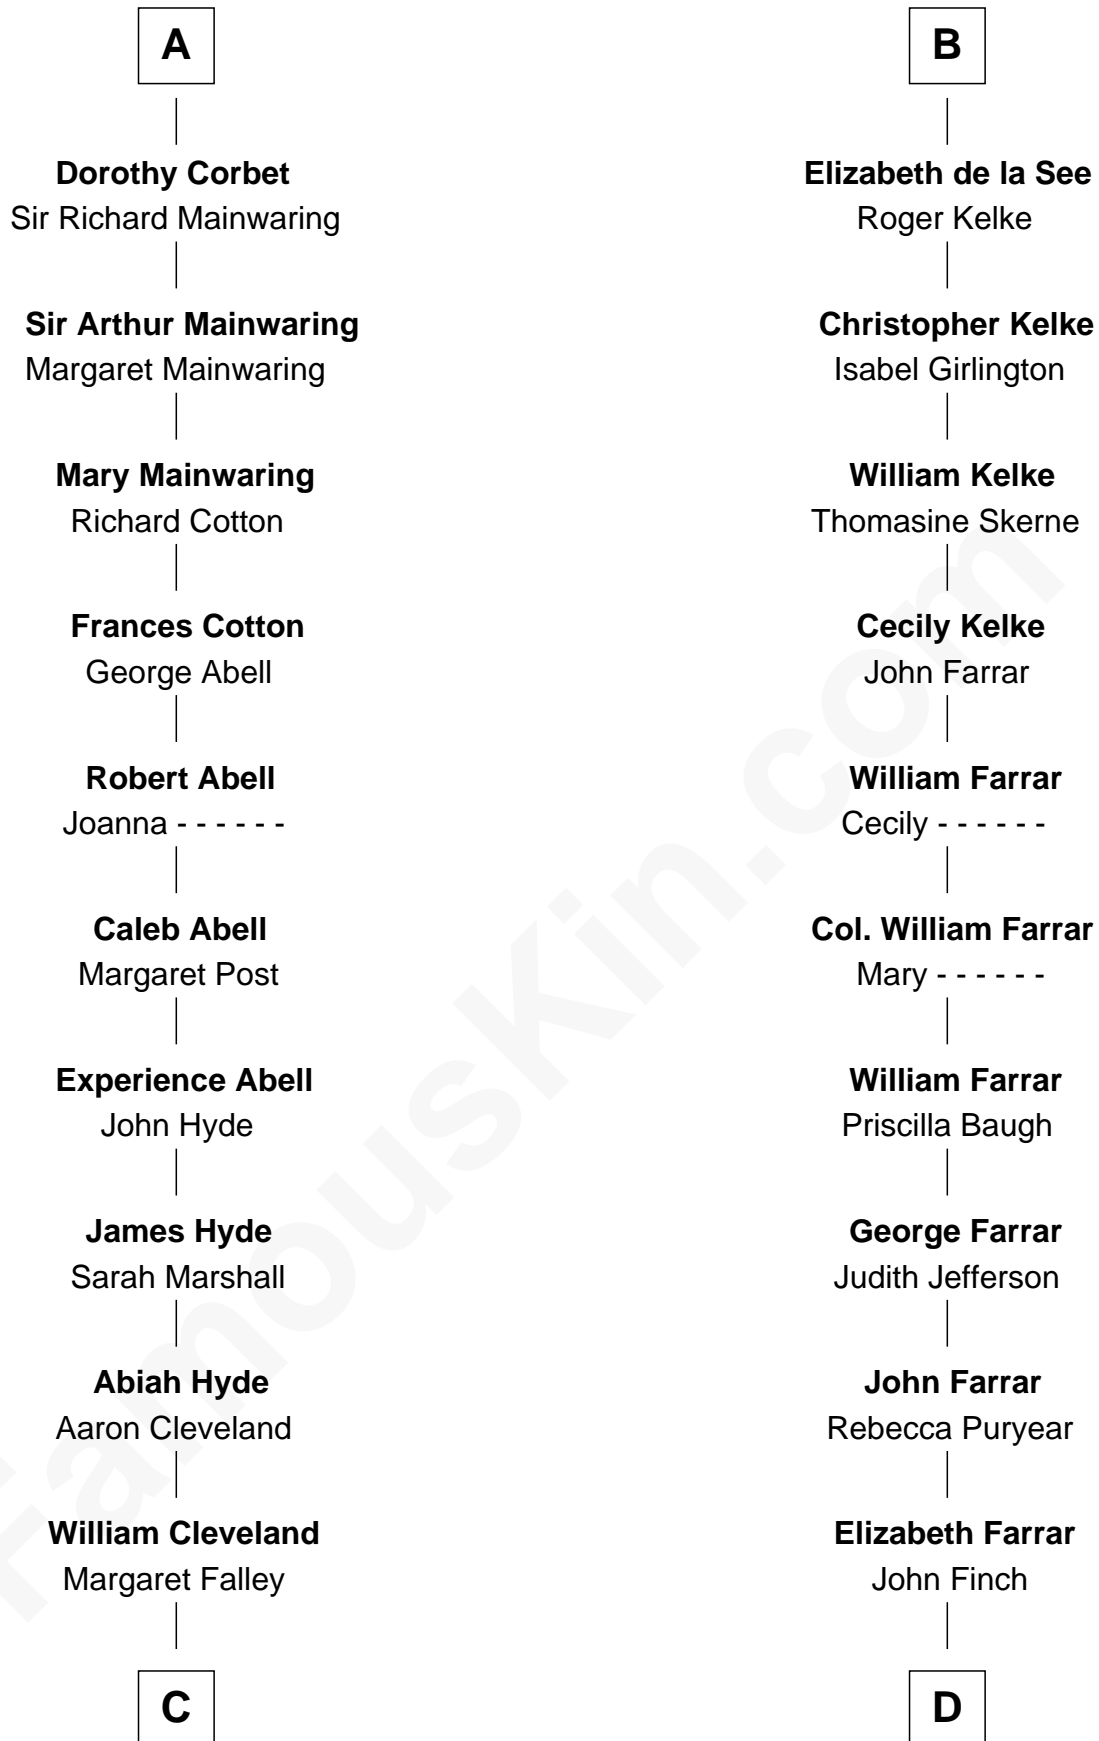 A
Dorothy Corbet
Sir Richard Mainwaring
Sir Arthur Mainwaring
Margaret Mainwaring
Mary Mainwaring
Richard Cotton
Frances Cotton
George Abell
Robert Abell
Joanna - - - - - -
Caleb Abell
Margaret Post
Experience Abell
John Hyde
James Hyde
Sarah Marshall
Abiah Hyde
Aaron Cleveland
William Cleveland
Margaret Falley
C
B
Elizabeth de la See
Roger Kelke
Christopher Kelke
Isabel Girlington
William Kelke
Thomasine Skerne
Cecily Kelke
John Farrar
William Farrar
Cecily - - - - - -
Col. William Farrar
Mary - - - - - -
William Farrar
Priscilla Baugh
George Farrar
Judith Jefferson
John Farrar
Rebecca Puryear
Elizabeth Farrar
John Finch
D
FamousKin.com